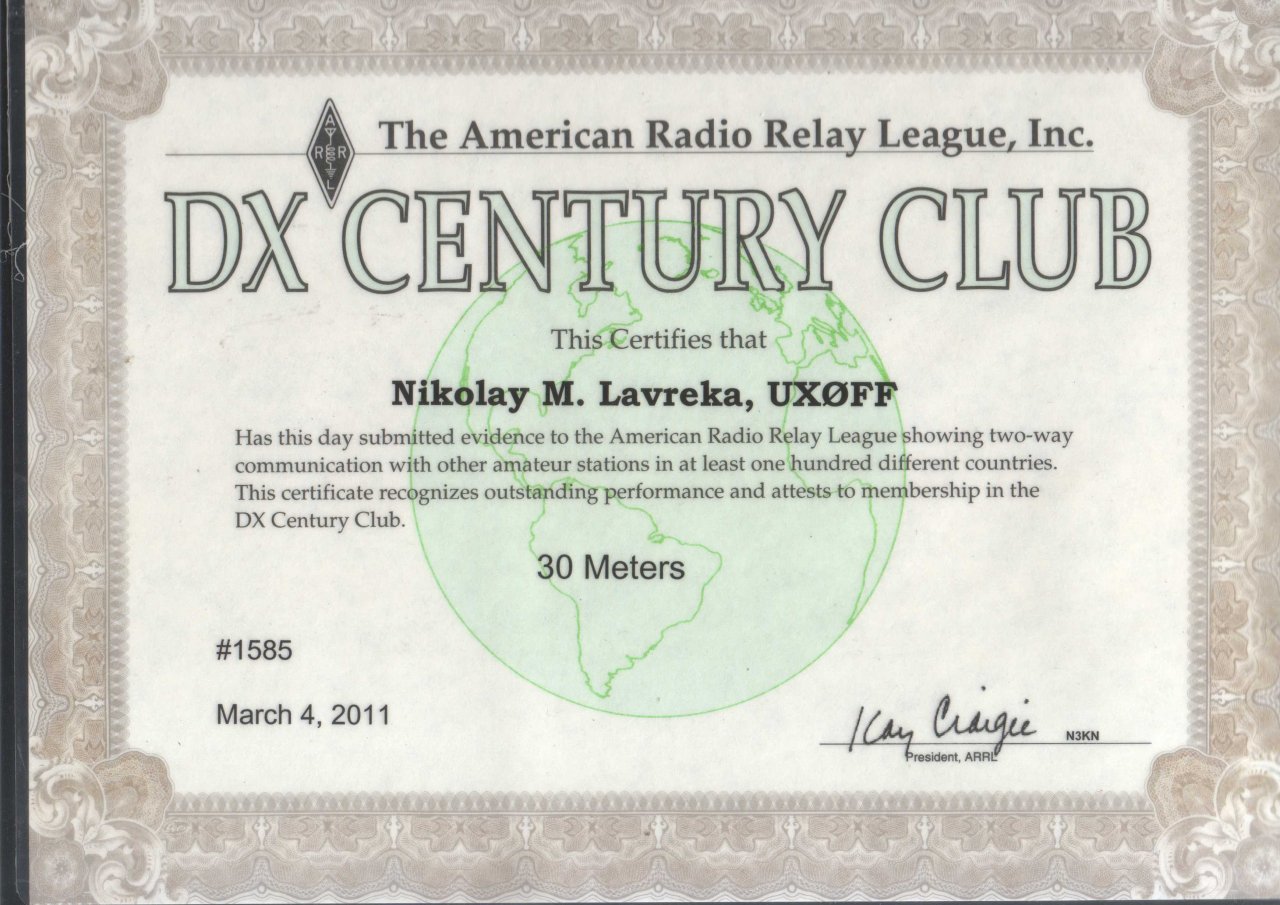 The American Radio Relay League, Inc.
A
R R
L
DX CENTURY CLUB
This Certifies that
Nikolay M. Lavreka, UXØFF
Has this day submitted evidence to the American Radio Relay League showing two-way
communication with other amateur stations in at least one hundred different countries.
This certificate recognizes outstanding performance and attests to membership in the
DX Century Club.
30 Meters
#1585
March 4, 2011
Kay Craigie N3KN
President, ARRL